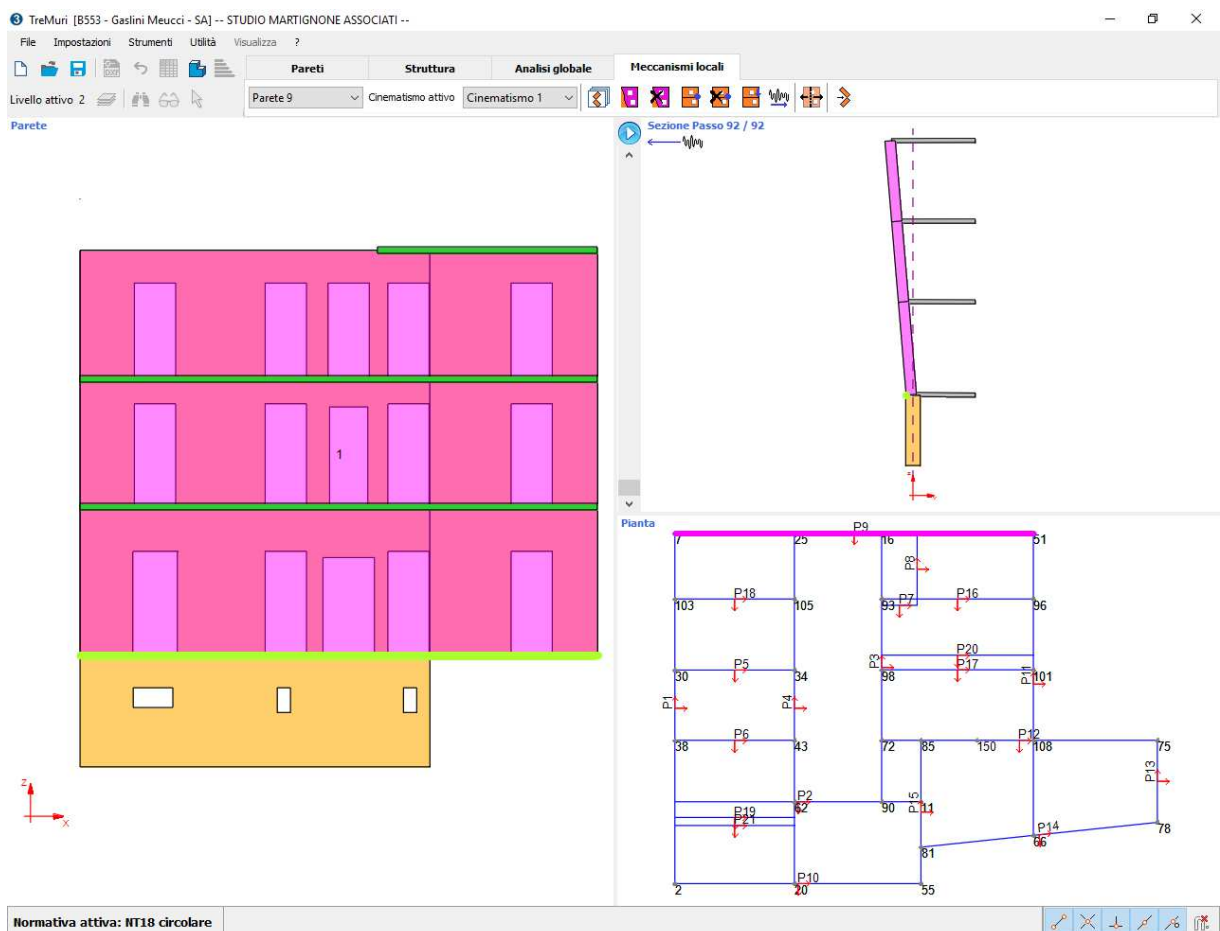 TreMuri [B553 - Gaslini Meucci - SA] -- STUDIO MARTIGNONE ASSOCIATI --
File Impostazioni Strumenti Utilità Visualizza ?
Pareti Struttura Analisi globale Meccanismi locali
Livello attivo 2 Parete 9 Cinematismo attivo Cinematismo 1
Parete
Sezione Passo 92 / 92
1
Z
X
Pianta
P9
7 25 16 51
P8
P18 P7 P16
103 105 93 96
P20
P5 P3 P17 P11
30 34 98 101
P1 P4
P6 P12
38 43 72 85 150 108 75
P13
P2 P15
62 90 11
P19
P21 P14 78
66
81
P10
2 20 55
Normativa attiva: NT18 circolare